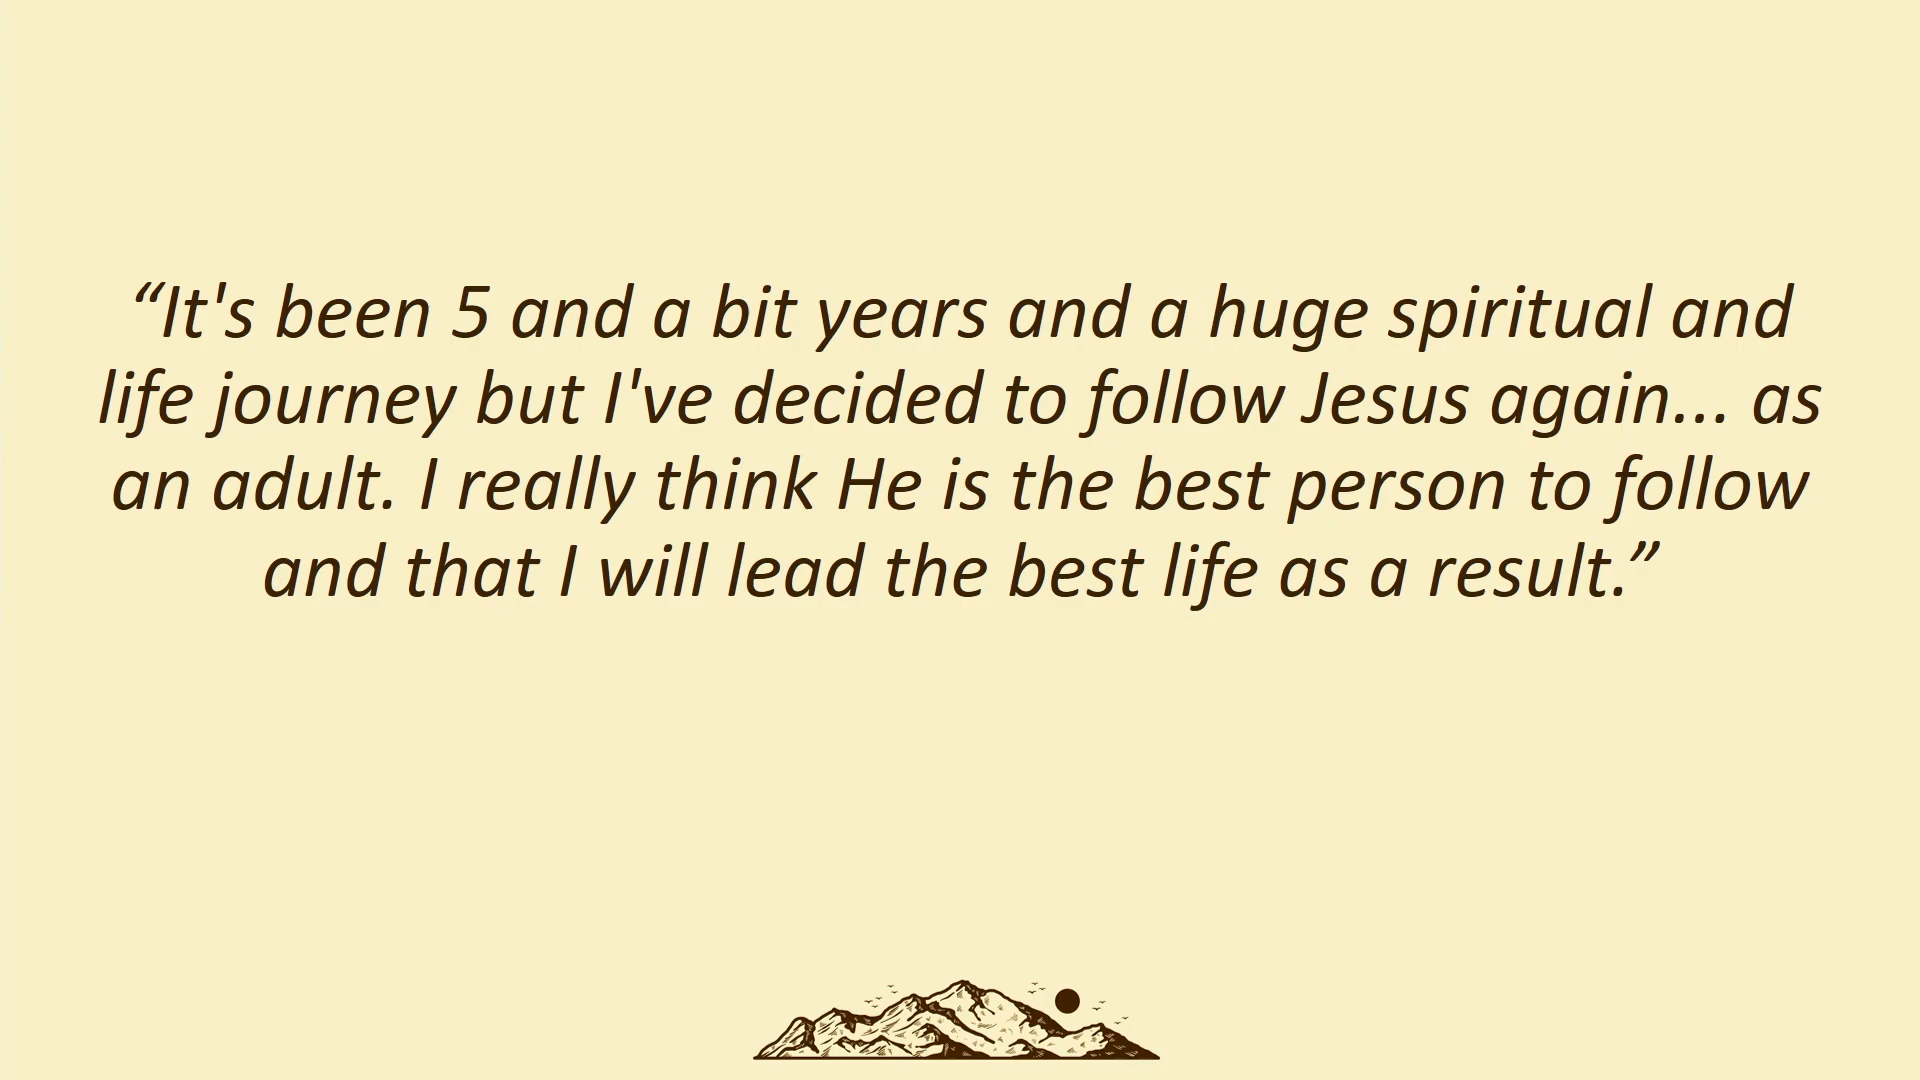 “It's been 5 and a bit years and a huge spiritual and
life journey but I've decided to follow Jesus again... as
an adult. I really think He is the best person to follow
and that I will lead the best life as a result.”